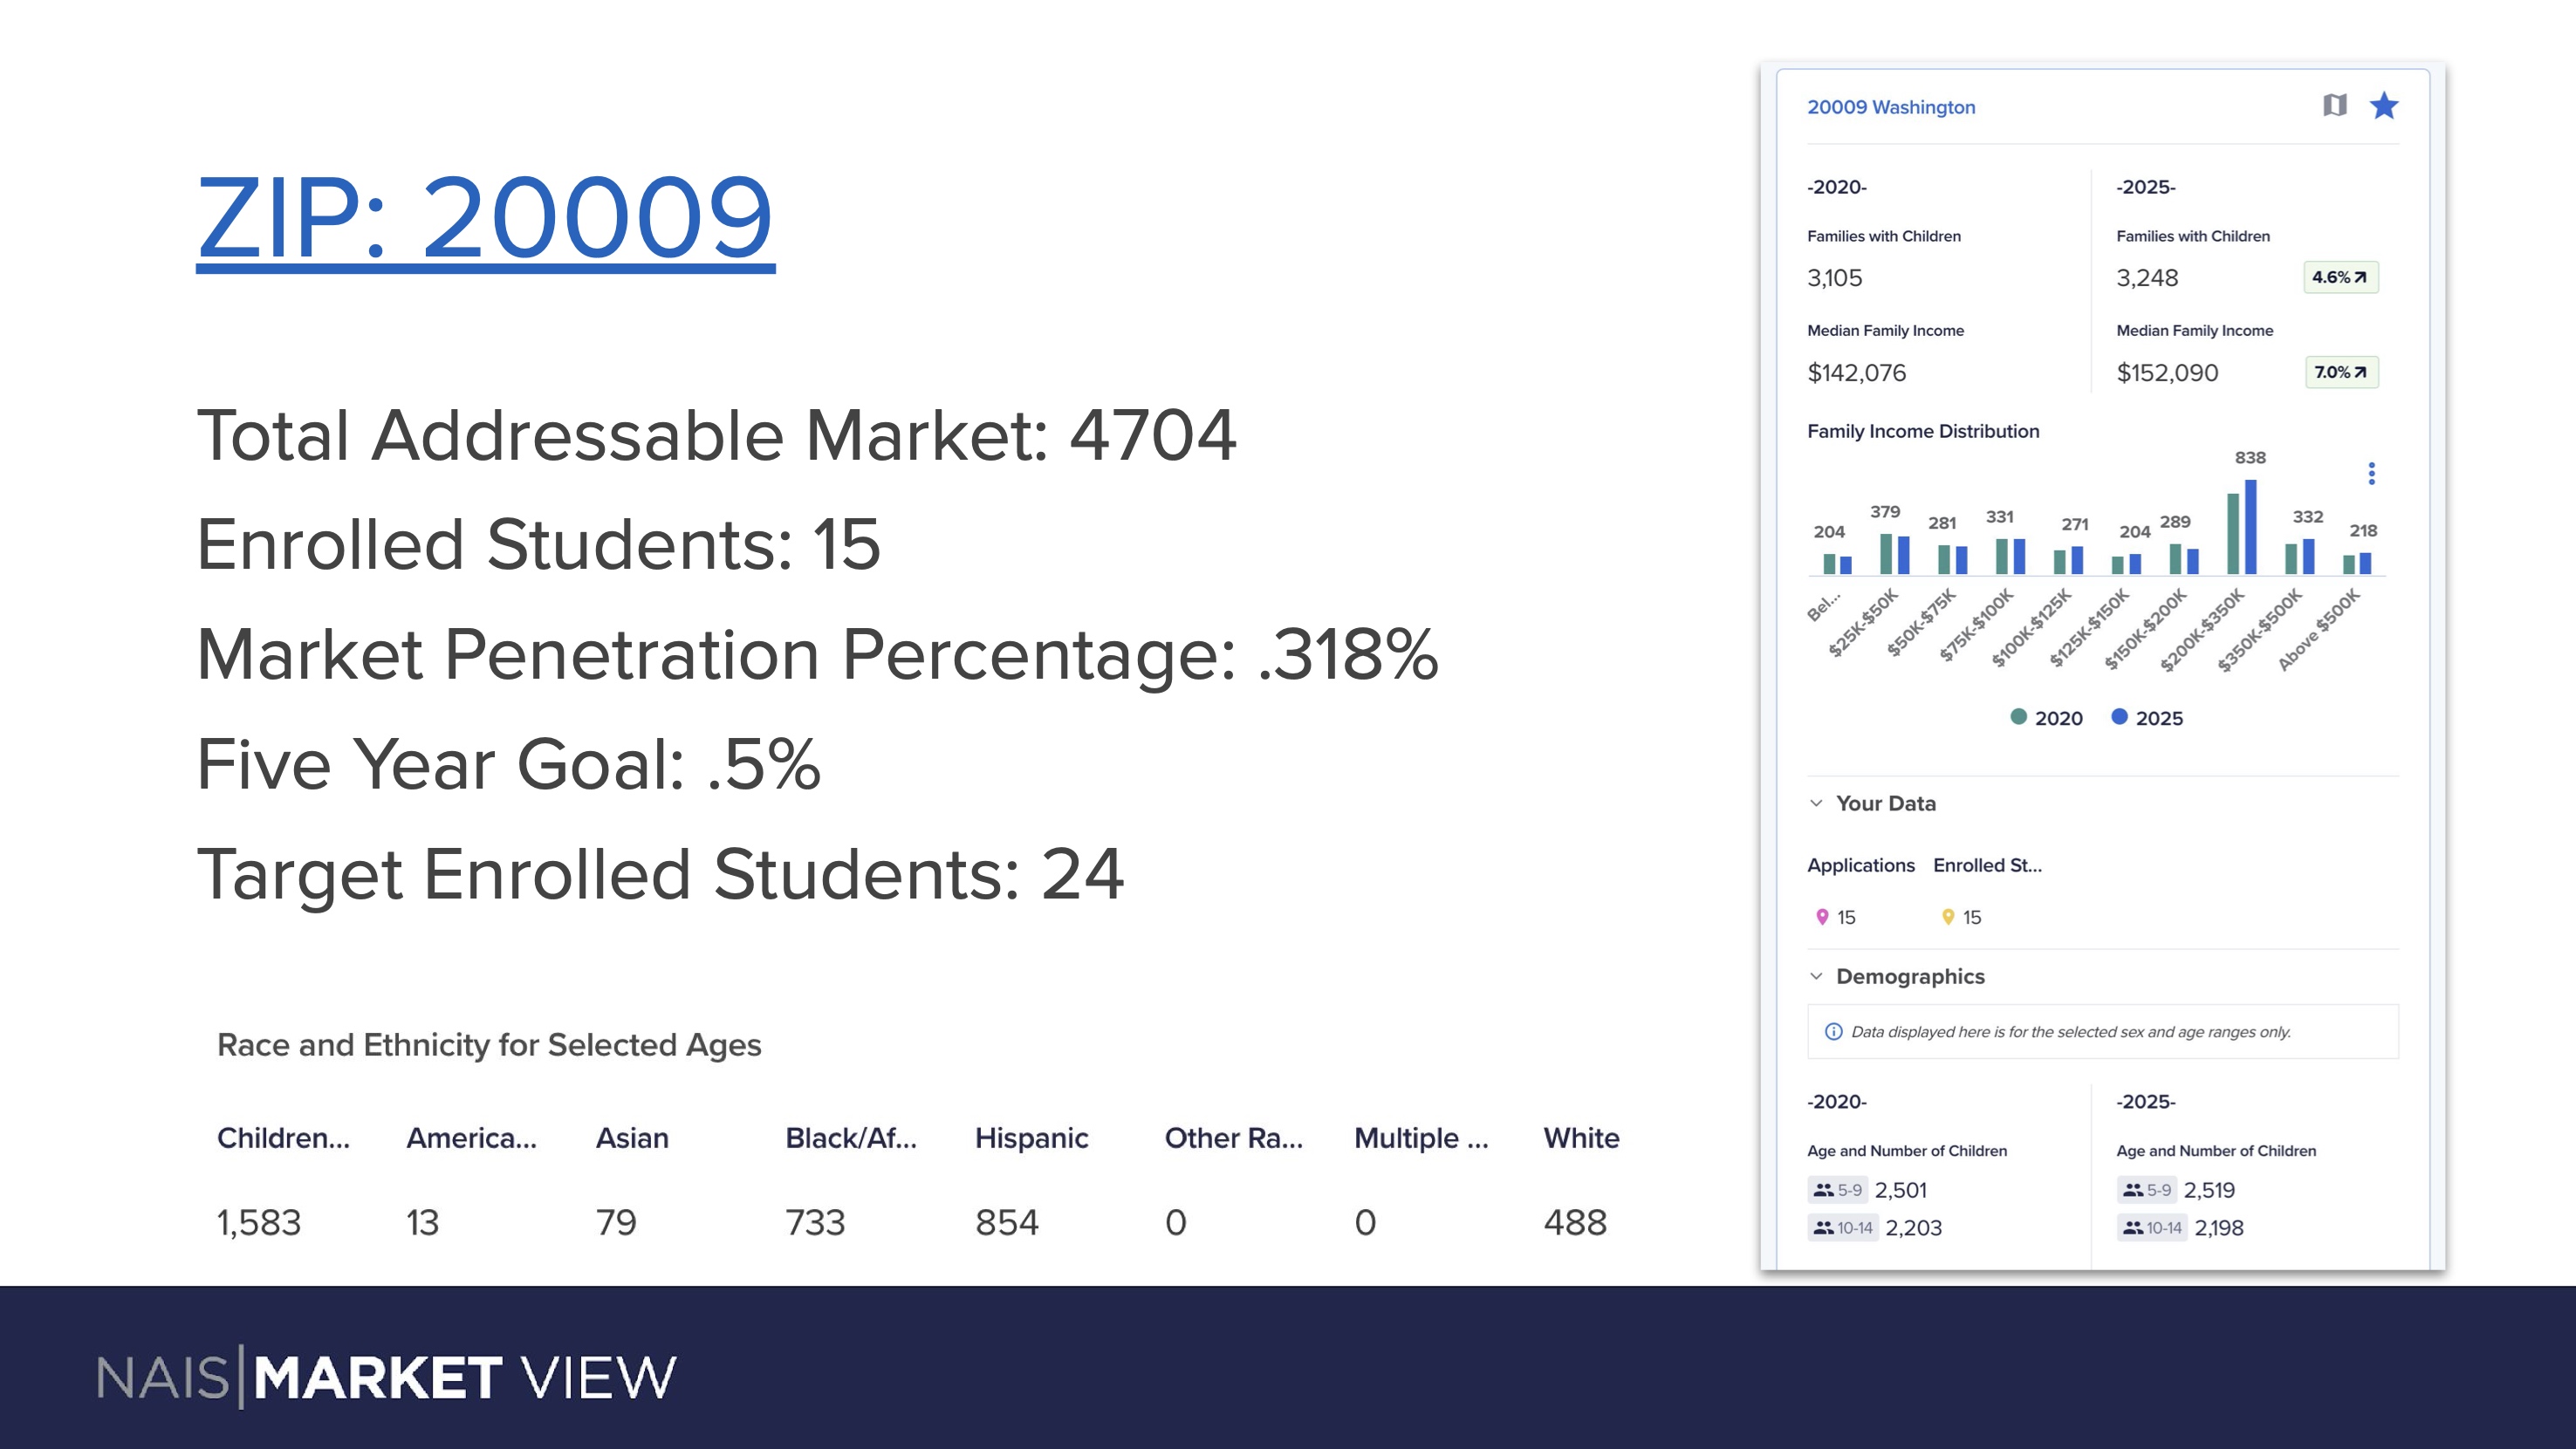 ZIP: 20009
Total Addressable Market: 4704
Enrolled Students: 15
Market Penetration Percentage: .318%
Five Year Goal: .5%
Target Enrolled Students: 24
Race and Ethnicity for Selected Ages
Children... America... Asian Black/Af... Hispanic Other Ra... Multiple ... White
1,583 13 79 733 854 0 0 488
20009 Washington
-2020- -2025-
Families with Children Families with Children
3,105 3,248 4.6%
Median Family Income Median Family Income
$142,076 $152,090 7.0%
Family Income Distribution
204 379 281 331 271 204 289 838 332 218
Bel... $25K-$50K $50K-$75K $75K-$100K $100K-$125K $125K-$150K $150K-$200K $200K-$350K $350K-$500K Above $500K
2020 2025
Your Data
Applications Enrolled St...
15 15
Demographics
Data displayed here is for the selected sex and age ranges only.
-2020- -2025-
Age and Number of Children Age and Number of Children
5-9 2,501 5-9 2,519
10-14 2,203 10-14 2,198
NAIS|MARKET VIEW